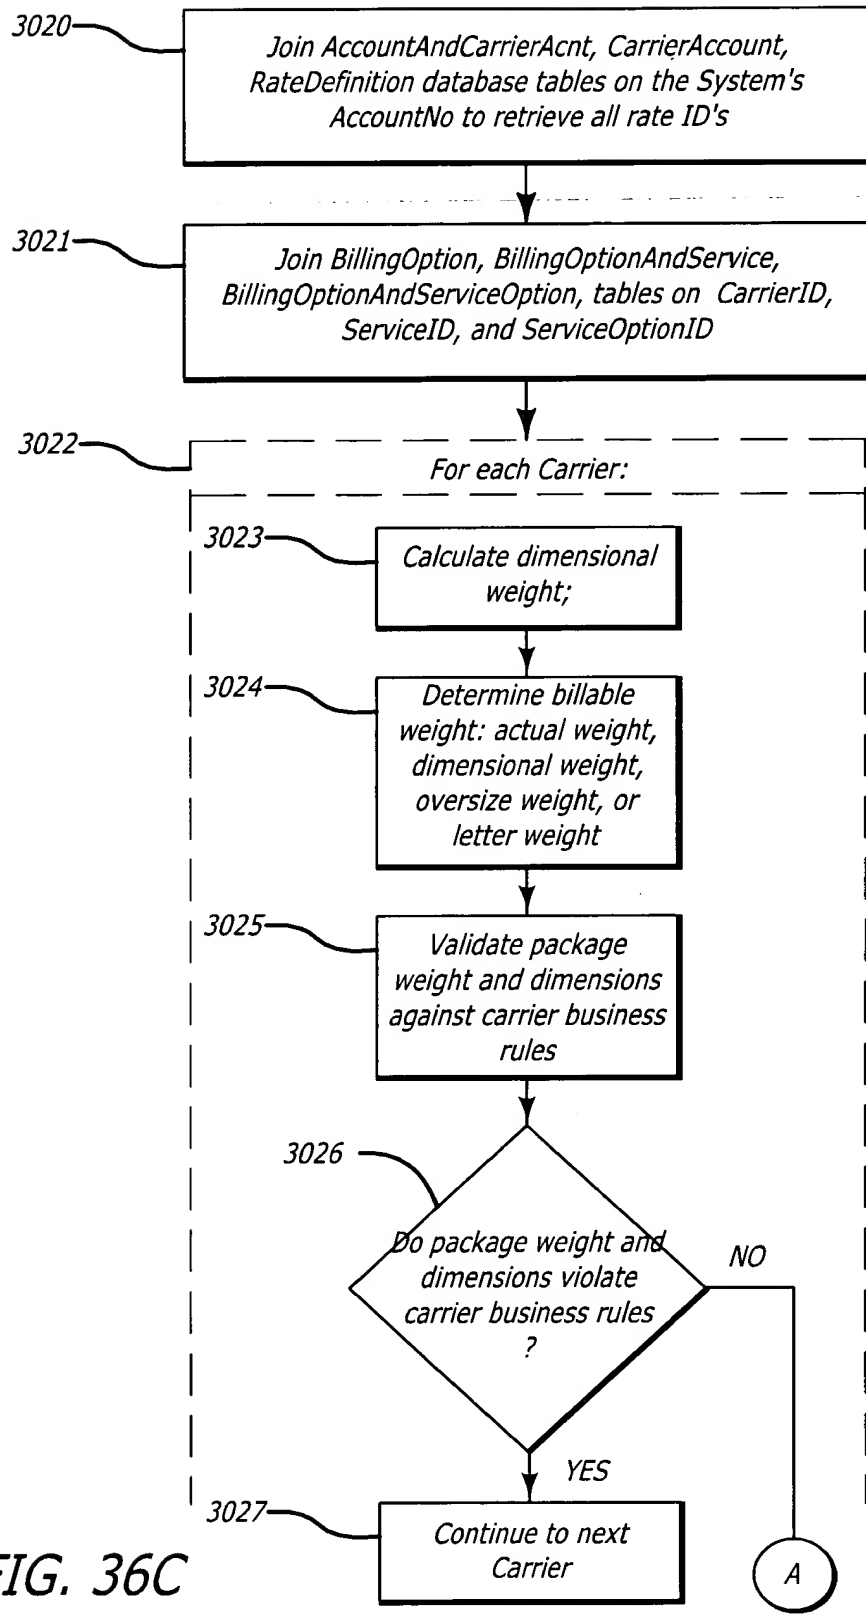 3020
Join AccountAndCarrierAcnt, CarrierAccount,
RateDefinition database tables on the System's
AccountNo to retrieve all rate ID's
3021
Join BillingOption, BillingOptionAndService,
BillingOptionAndServiceOption, tables on CarrierID,
ServiceID, and ServiceOptionID
3022
For each Carrier:
3023
Calculate dimensional
weight;
3024
Determine billable
weight: actual weight,
dimensional weight,
oversize weight, or
letter weight
3025
Validate package
weight and dimensions
against carrier business
rules
3026
Do package weight and
dimensions violate
carrier business rules
?
NO
YES
3027
Continue to next
Carrier
A
FIG. 36C